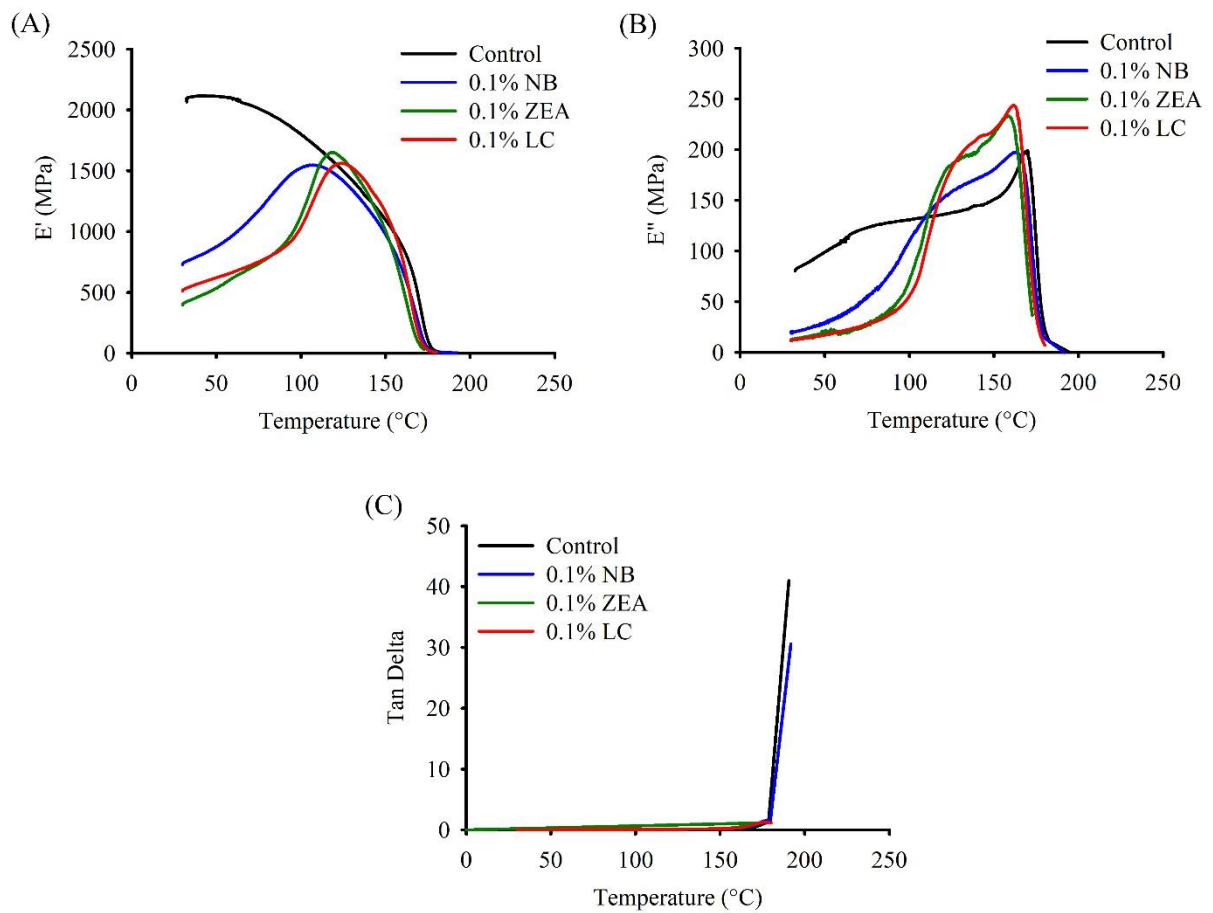 (A)
2500
2000
1500
1000
500
0
E' (MPa)
0 50 100 150 200 250
Temperature (°C)
Control
0.1% NB
0.1% ZEA
0.1% LC
(B)
300
250
200
150
100
50
0
E" (MPa)
0 50 100 150 200 250
Temperature (°C)
Control
0.1% NB
0.1% ZEA
0.1% LC
(C)
50
40
30
20
10
0
Tan Delta
0 50 100 150 200 250
Temperature (°C)
Control
0.1% NB
0.1% ZEA
0.1% LC